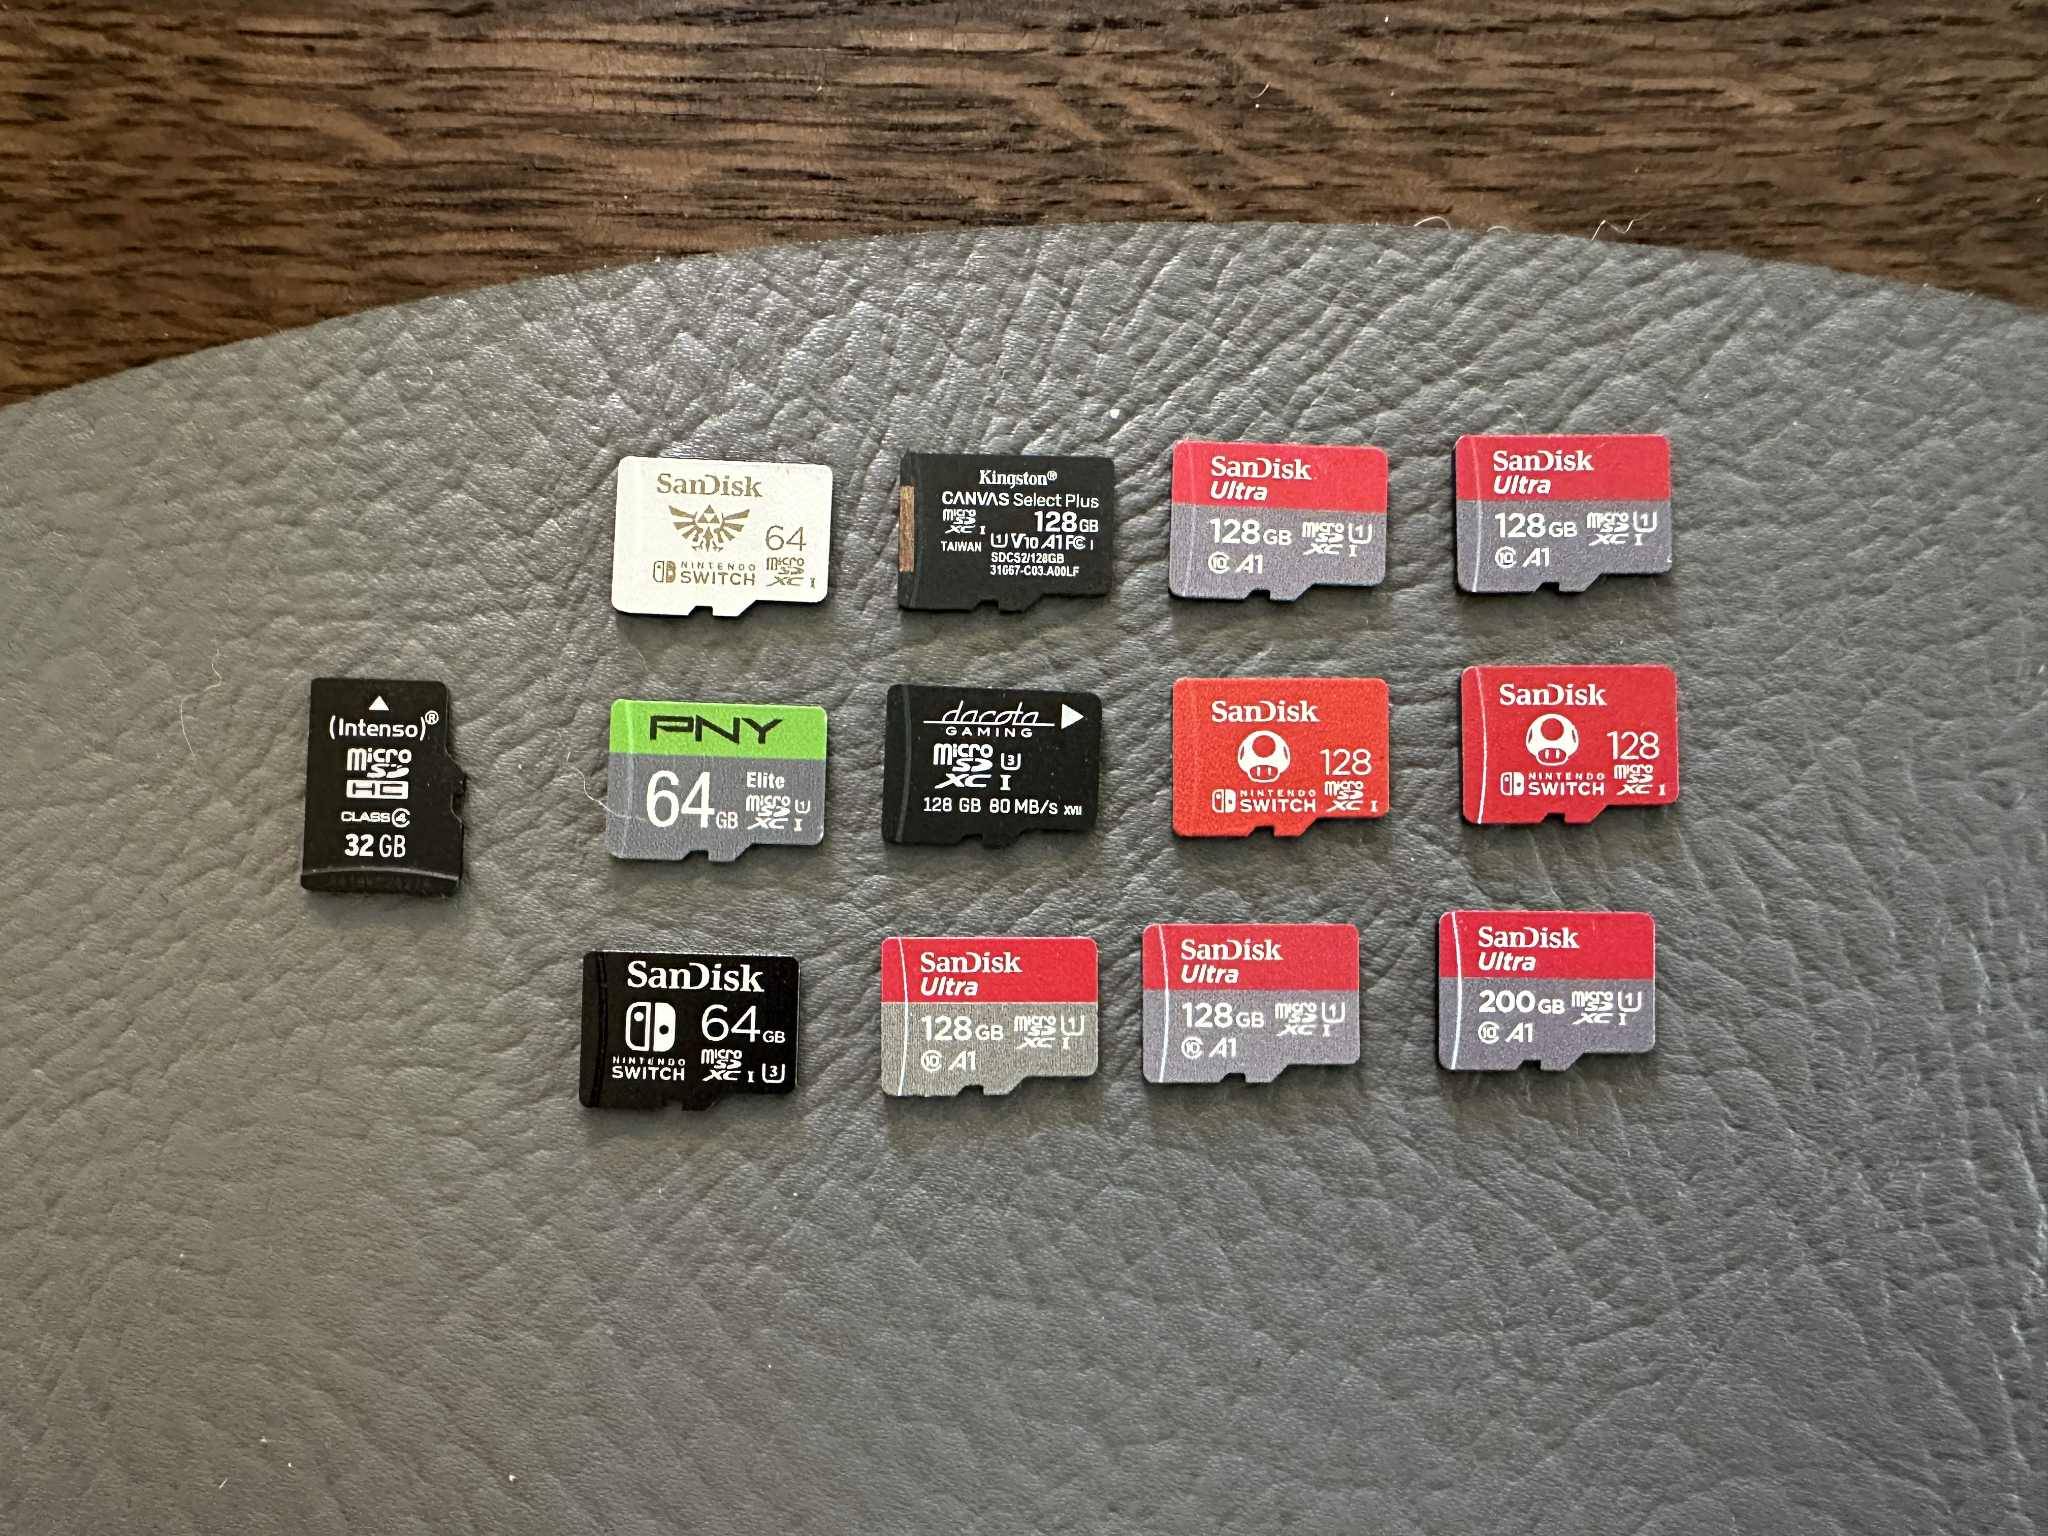 SanDisk
64
NINTENDO
SWITCH
micro
SD
XC I
Kingston®
CANVAS Select Plus
micro
SD
XC I
128GB
TAIWAN
U1 V10 A1 FC
SDCS2/128GB
31067-C03.A00LF
SanDisk
Ultra
128GB
micro
SD
XC I
U1
10 A1
SanDisk
Ultra
128GB
micro
SD
XC I
U1
10 A1
(Intenso)®
micro
SD
HC
CLASS 4
32 GB
PNY
64GB
Elite
micro
SD
XC I
U1
dacota
GAMING
micro
SD
XC I
U3
128 GB 80 MB/s XVII
SanDisk
128
NINTENDO
SWITCH
micro
SD
XC I
SanDisk
128
NINTENDO
SWITCH
micro
SD
XC I
SanDisk
64GB
NINTENDO
SWITCH
micro
SD
XC I
U3
SanDisk
Ultra
128GB
micro
SD
XC I
U1
10 A1
SanDisk
Ultra
128GB
micro
SD
XC I
U1
10 A1
SanDisk
Ultra
200GB
micro
SD
XC I
U1
10 A1